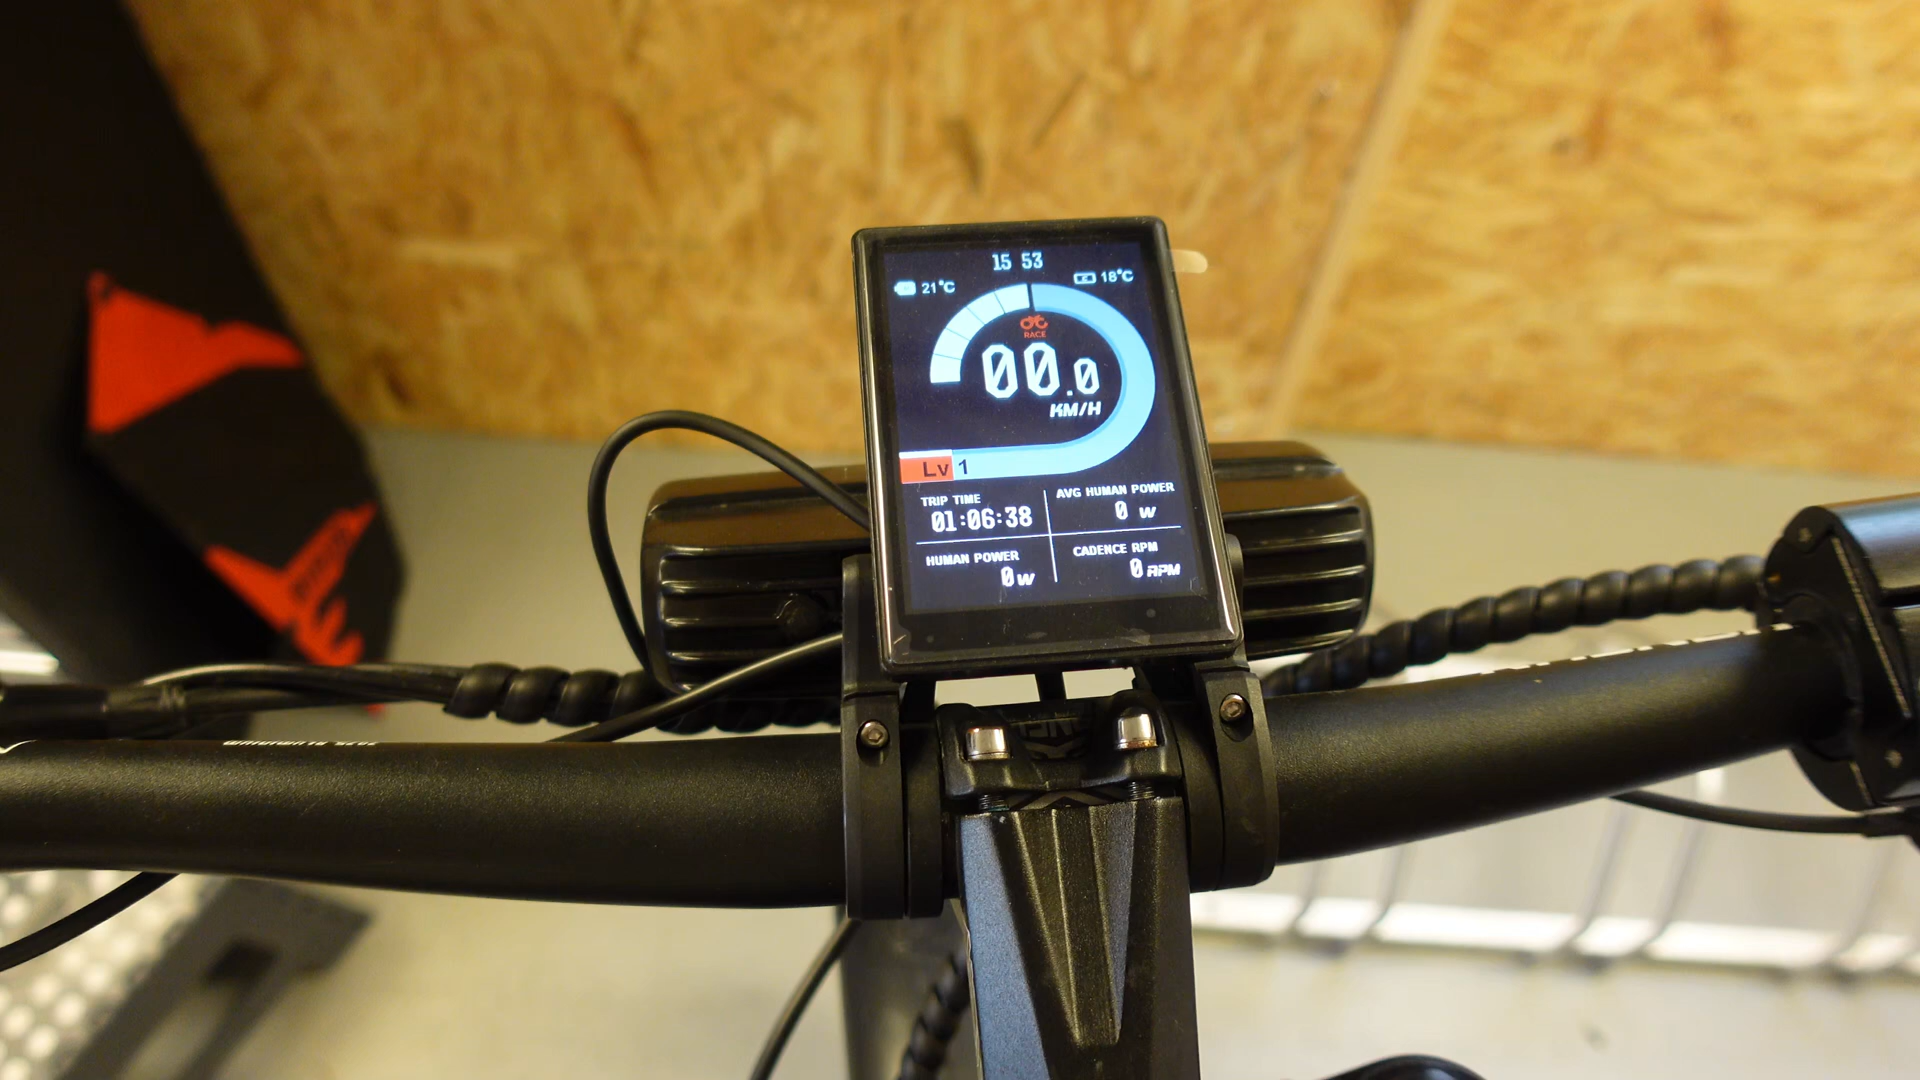 15 53
21°C
18°C
RACE
00.0
KM/H
Lv 1
TRIP TIME
01:06:38
AVG HUMAN POWER
0 W
HUMAN POWER
0 W
CADENCE RPM
0 RPM